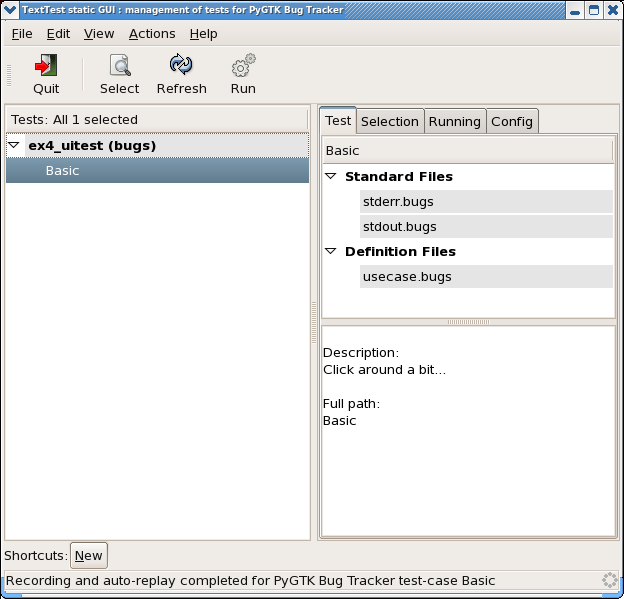 TextTest static GUI : management of tests for PyGTK Bug Tracker
File Edit View Actions Help
Quit Select Refresh Run
Tests: All 1 selected
ex4_uitest (bugs)
Basic
Test Selection Running Config
Basic
Standard Files
stderr.bugs
stdout.bugs
Definition Files
usecase.bugs
Description:
Click around a bit...
Full path:
Basic
Shortcuts: New
Recording and auto-replay completed for PyGTK Bug Tracker test-case Basic